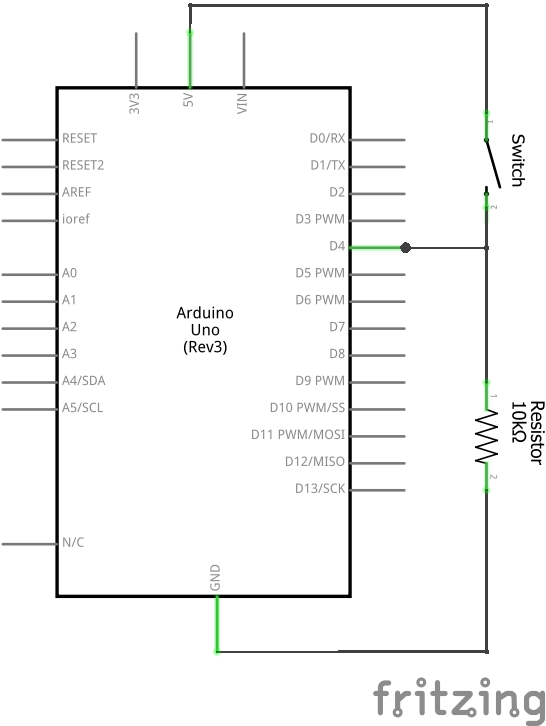 3V3
5V
VIN
RESET
RESET2
AREF
ioref
A0
A1
A2
A3
A4/SDA
A5/SCL
N/C
D0/RX
D1/TX
D2
D3 PWM
D4
D5 PWM
D6 PWM
D7
D8
D9 PWM
D10 PWM/SS
D11 PWM/MOSI
D12/MISO
D13/SCK
Arduino
Uno
(Rev3)
GND
1
Switch
2
1
Resistor
10kΩ
2
fritzing